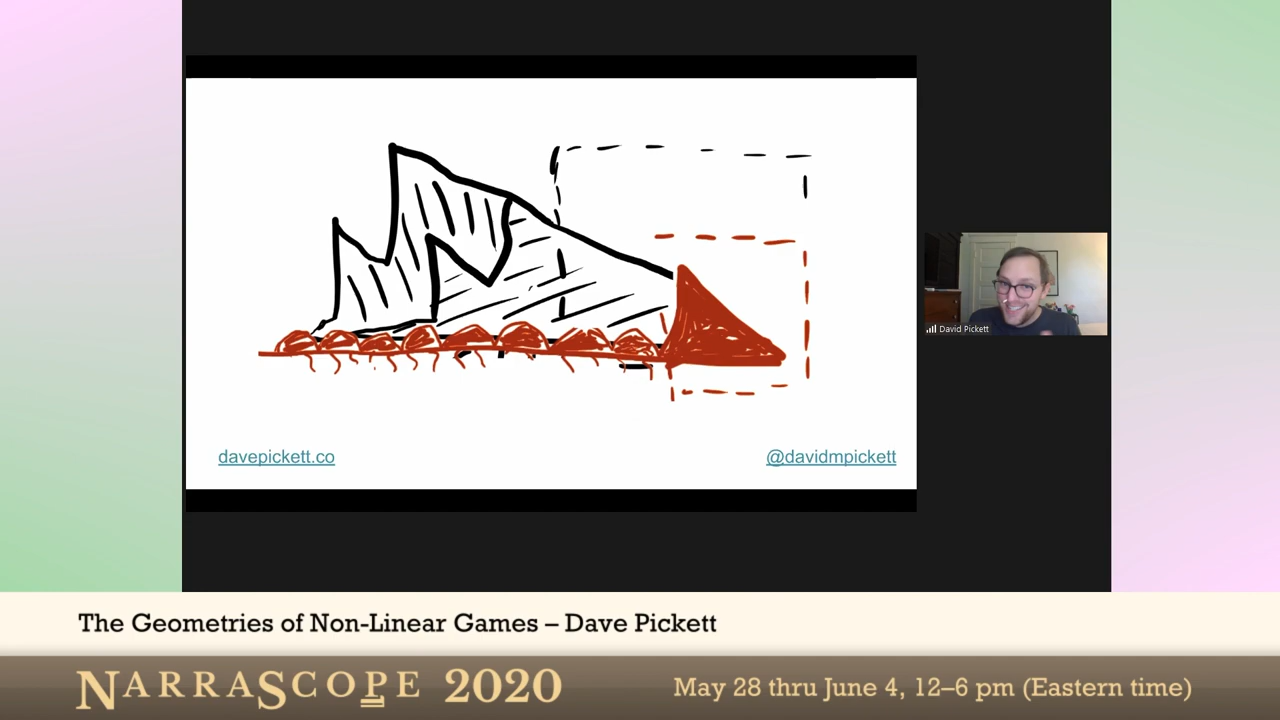 davepickett.co
@davidmpickett
David Pickett
The Geometries of Non-Linear Games – Dave Pickett
NARRASCOPE 2020
May 28 thru June 4, 12–6 pm (Eastern time)